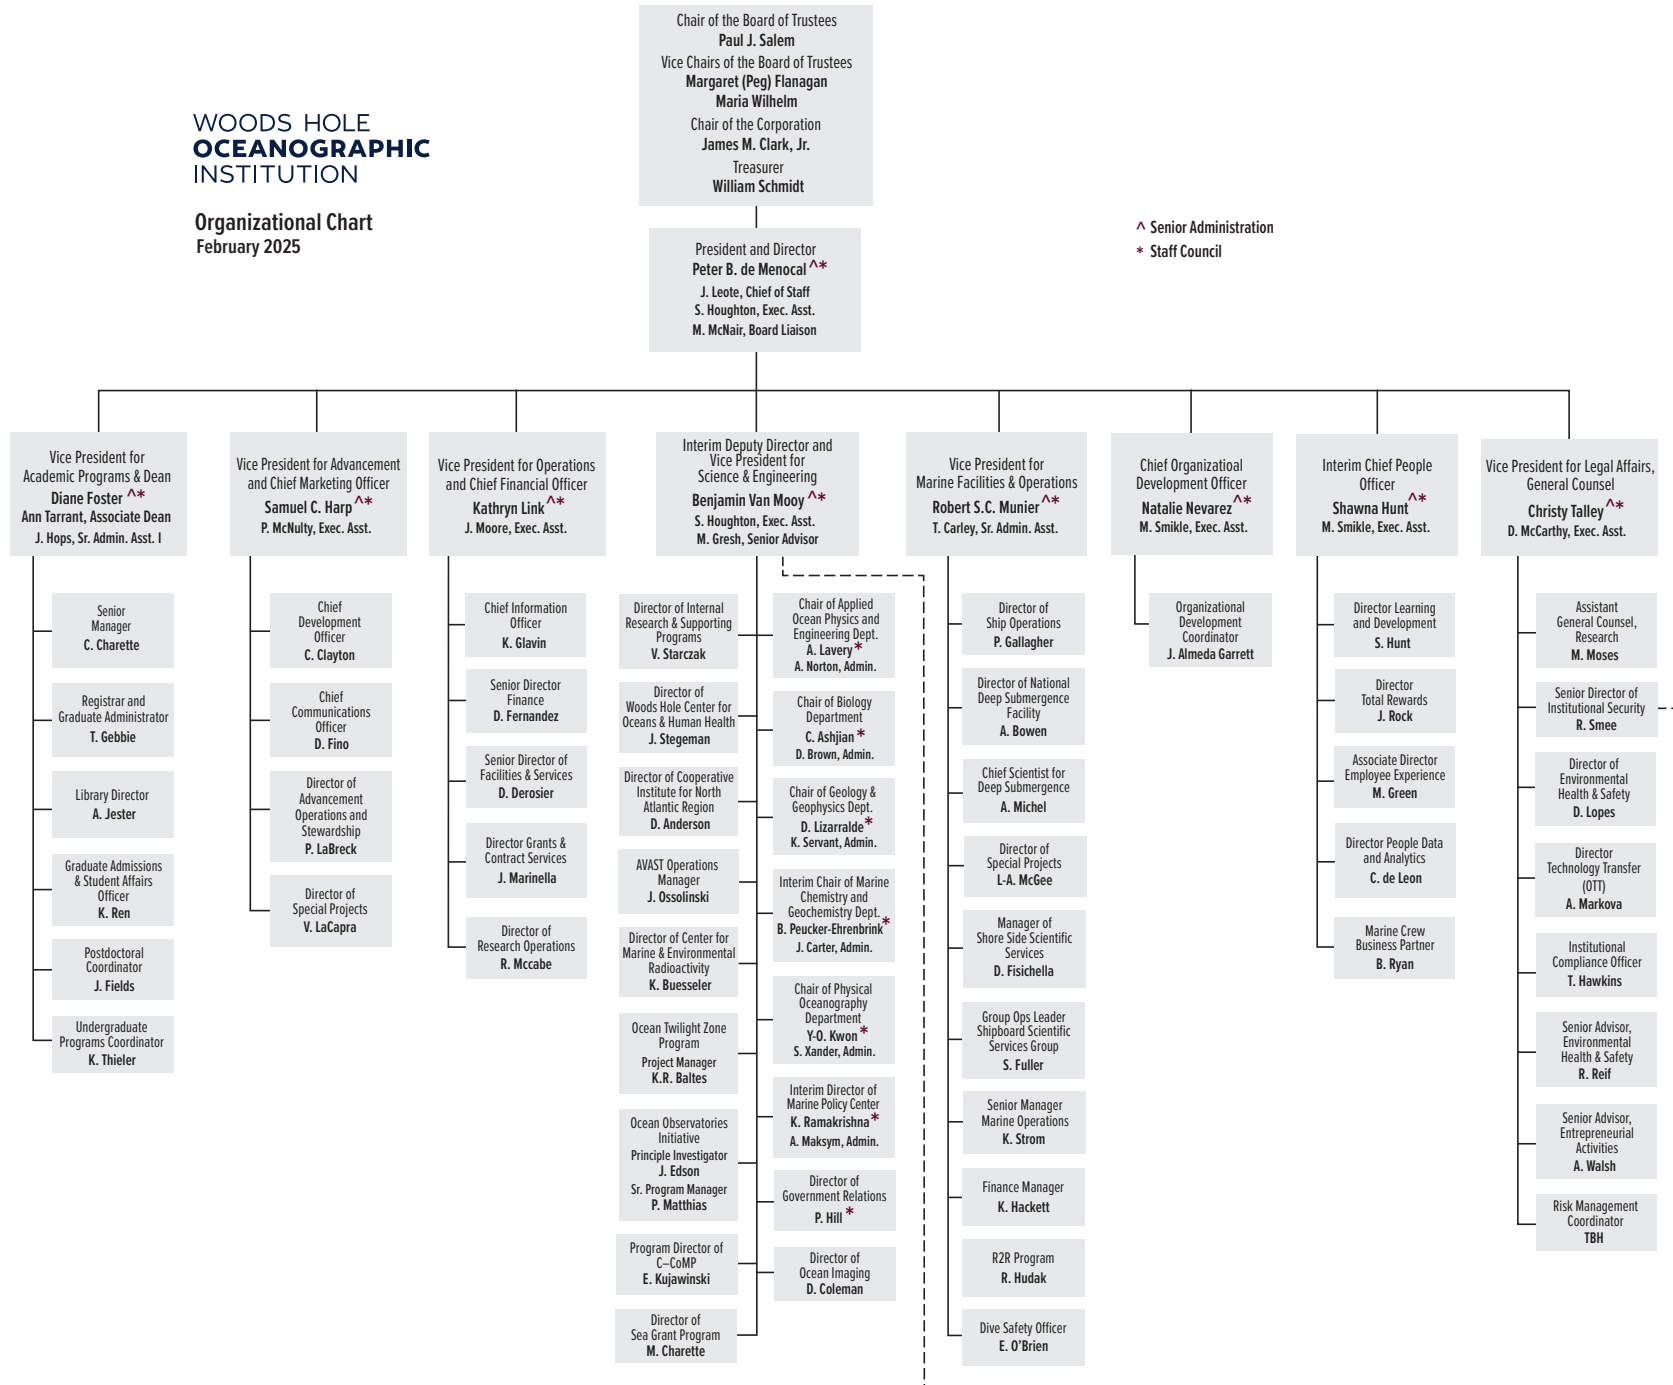 Chair of the Board of Trustees
Paul J. Salem
Vice Chairs of the Board of Trustees
Margaret (Peg) Flanagan
Maria Wilhelm
Chair of the Corporation
James M. Clark, Jr.
Treasurer
William Schmidt
WOODS HOLE
OCEANOGRAPHIC
INSTITUTION
Organizational Chart
February 2025
^ Senior Administration
* Staff Council
President and Director
Peter B. de Menocal ^*
J. Leote, Chief of Staff
S. Houghton, Exec. Asst.
M. McNair, Board Liaison
Vice President for
Academic Programs & Dean
Diane Foster ^*
Ann Tarrant, Associate Dean
J. Hops, Sr. Admin. Asst. I
Senior
Manager
C. Charette
Registrar and
Graduate Administrator
T. Gebbie
Library Director
A. Jester
Graduate Admissions
& Student Affairs
Officer
K. Ren
Postdoctoral
Coordinator
J. Fields
Undergraduate
Programs Coordinator
K. Thieler
Vice President for Advancement
and Chief Marketing Officer
Samuel C. Harp ^*
P. McNulty, Exec. Asst.
Chief
Development
Officer
C. Clayton
Chief
Communications
Officer
D. Fino
Director of
Advancement
Operations and
Stewardship
P. LaBreck
Director of
Special Projects
V. LaCapra
Vice President for Operations
and Chief Financial Officer
Kathryn Link ^*
J. Moore, Exec. Asst.
Chief Information
Officer
K. Glavin
Senior Director
Finance
D. Fernandez
Senior Director of
Facilities & Services
D. Derosier
Director Grants &
Contract Services
J. Marinella
Director of
Research Operations
R. Mccabe
Interim Deputy Director and
Vice President for
Science & Engineering
Benjamin Van Mooy ^*
S. Houghton, Exec. Asst.
M. Gresh, Senior Advisor
Director of Internal
Research & Supporting
Programs
V. Starczak
Director of
Woods Hole Center for
Oceans & Human Health
J. Stegeman
Director of Cooperative
Institute for North
Atlantic Region
D. Anderson
AVAST Operations
Manager
J. Ossolinski
Director of Center for
Marine & Environmental
Radioactivity
K. Buesseler
Ocean Twilight Zone
Program
Project Manager
K.R. Baltes
Ocean Observatories
Initiative
Principle Investigator
J. Edson
Sr. Program Manager
P. Matthias
Program Director of
C–CoMP
E. Kujawinski
Director of
Sea Grant Program
M. Charette
Chair of Applied
Ocean Physics and
Engineering Dept.
A. Lavery *
A. Norton, Admin.
Chair of Biology
Department
C. Ashjian *
D. Brown, Admin.
Chair of Geology &
Geophysics Dept.
D. Lizarralde *
K. Servant, Admin.
Interim Chair of Marine
Chemistry and
Geochemistry Dept.
B. Peucker-Ehrenbrink *
J. Carter, Admin.
Chair of Physical
Oceanography
Department
Y-O. Kwon *
S. Xander, Admin.
Interim Director of
Marine Policy Center
K. Ramakrishna *
A. Maksym, Admin.
Director of
Government Relations
P. Hill *
Director of
Ocean Imaging
D. Coleman
Vice President for
Marine Facilities & Operations
Robert S.C. Munier ^*
T. Carley, Sr. Admin. Asst.
Director of
Ship Operations
P. Gallagher
Director of National
Deep Submergence
Facility
A. Bowen
Chief Scientist for
Deep Submergence
A. Michel
Director of
Special Projects
L-A. McGee
Manager of
Shore Side Scientific
Services
D. Fisichella
Group Ops Leader
Shipboard Scientific
Services Group
S. Fuller
Senior Manager
Marine Operations
K. Strom
Finance Manager
K. Hackett
R2R Program
R. Hudak
Dive Safety Officer
E. O'Brien
Chief Organizatioal
Development Officer
Natalie Nevarez ^*
M. Smikle, Exec. Asst.
Organizational
Development
Coordinator
J. Almeda Garrett
Interim Chief People
Officer
Shawna Hunt ^*
M. Smikle, Exec. Asst.
Director Learning
and Development
S. Hunt
Director
Total Rewards
J. Rock
Associate Director
Employee Experience
M. Green
Director People Data
and Analytics
C. de Leon
Marine Crew
Business Partner
B. Ryan
Vice President for Legal Affairs,
General Counsel
Christy Talley ^*
D. McCarthy, Exec. Asst.
Assistant
General Counsel,
Research
M. Moses
Senior Director of
Institutional Security
R. Smee
Director of
Environmental
Health & Safety
D. Lopes
Director
Technology Transfer
(OTT)
A. Markova
Institutional
Compliance Officer
T. Hawkins
Senior Advisor,
Environmental
Health & Safety
R. Reif
Senior Advisor,
Entrepreneurial
Activities
A. Walsh
Risk Management
Coordinator
TBH